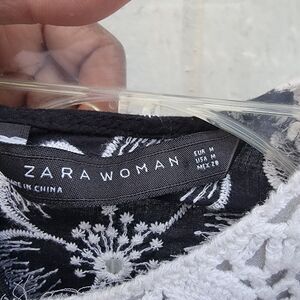 ZARA WOMAN
EUR M
USA M
MEX 28
MADE IN CHINA